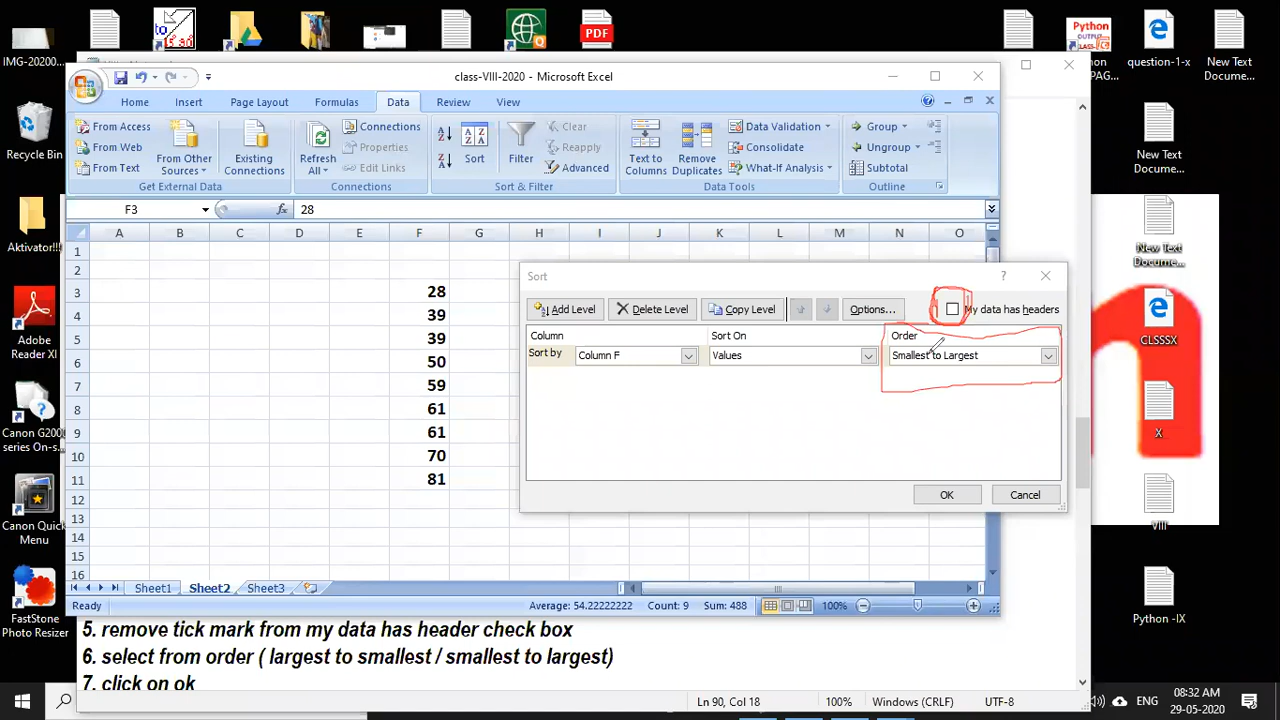 IMG-20200...
PDF
Python
OUTPUT
CLASS-
question-1-x
New Text
Docume...
class-VIII-2020 - Microsoft Excel
Home Insert Page Layout Formulas Data Review View
From Access
From Web
From Text
From Other
Sources
Existing
Connections
Get External Data
Refresh
All
Connections
Properties
Edit Links
Connections
Sort
Filter
Clear
Reapply
Advanced
Sort & Filter
Text to
Columns
Remove
Duplicates
Data Validation
Consolidate
What-If Analysis
Data Tools
Group
Ungroup
Subtotal
Outline
F3 fx 28
A B C D E F G H I J K L M N O
1
2
3 28
4 39
5 39
6 50
7 59
8 61
9 61
10 70
11 81
12
13
14
15
16
Sort ?
Add Level Delete Level Copy Level Options... My data has headers
Column Sort On Order
Sort by Column F Values Smallest to Largest
OK Cancel
Sheet1 Sheet2 Sheet3
Ready Average: 54.22222222 Count: 9 Sum: 488 100%
5. remove tick mark from my data has header check box
6. select from order ( largest to smallest / smallest to largest)
7. click on ok
Ln 90, Col 18 100% Windows (CRLF) UTF-8
Recycle Bin
Aktivator!...
Adobe
Reader XI
Canon G200
series On-s...
Canon Quick
Menu
FastStone
Photo Resizer
New Text
Docume...
New Text
Docume...
CLSSSX
X
VIII
Python -IX
ENG
08:32 AM
29-05-2020